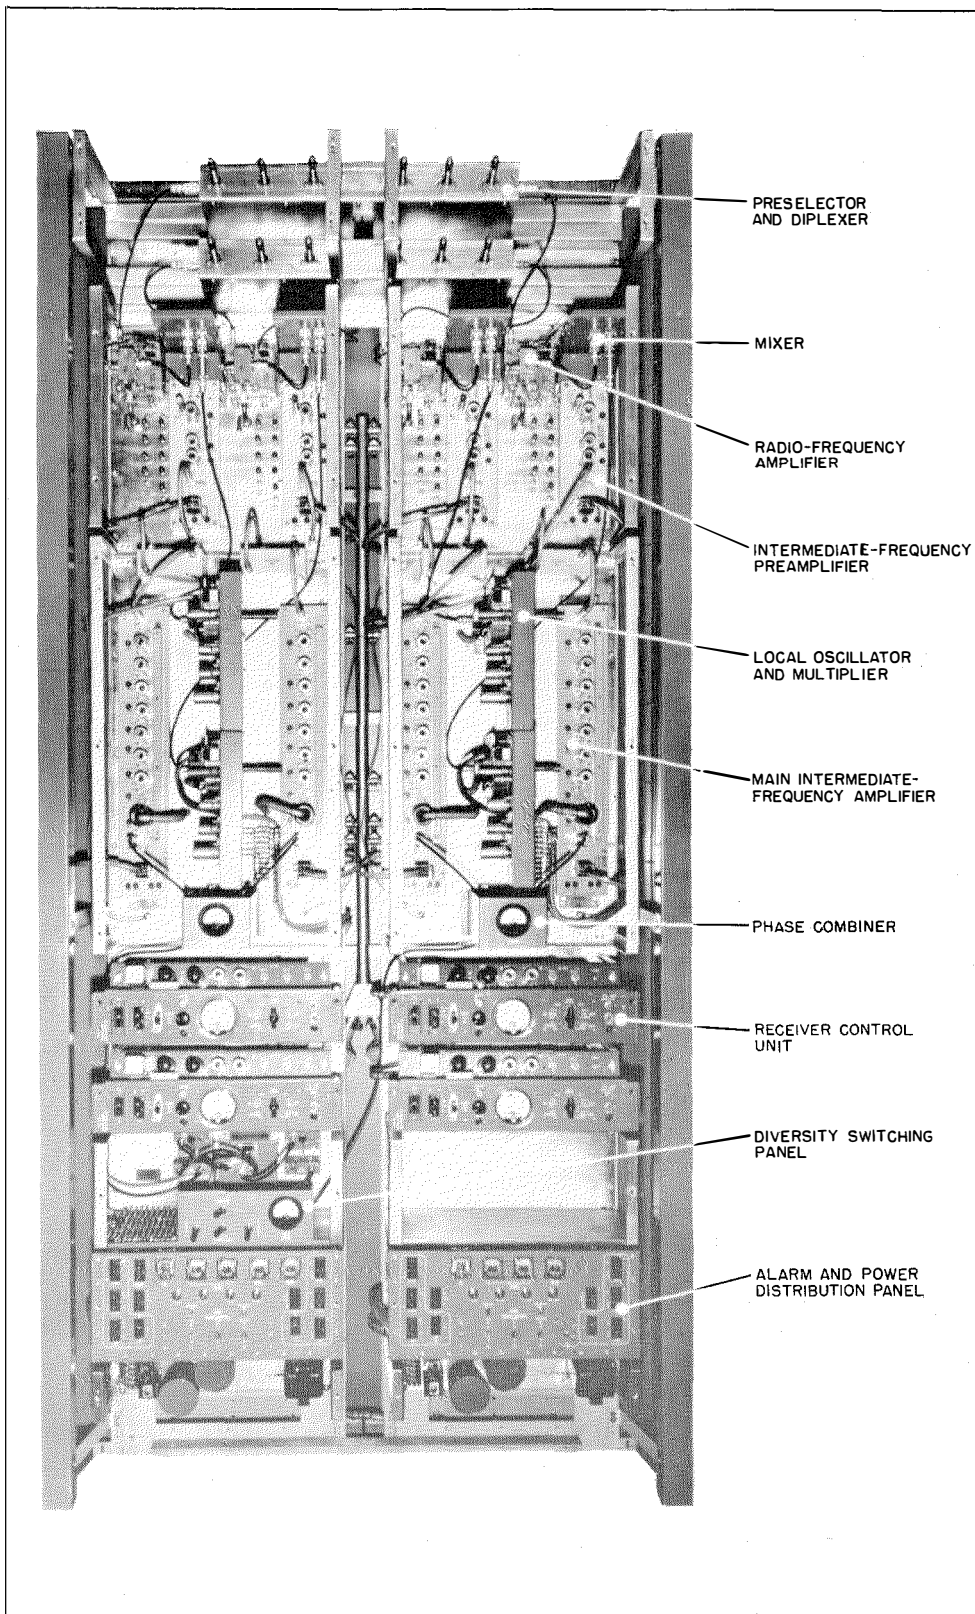 PRESELECTOR
AND DIPLEXER
MIXER
RADIO-FREQUENCY
AMPLIFIER
INTERMEDIATE-FREQUENCY
PREAMPLIFIER
LOCAL OSCILLATOR
AND MULTIPLIER
MAIN INTERMEDIATE-
FREQUENCY AMPLIFIER
PHASE COMBINER
RECEIVER CONTROL
UNIT
DIVERSITY SWITCHING
PANEL
ALARM AND POWER
DISTRIBUTION PANEL